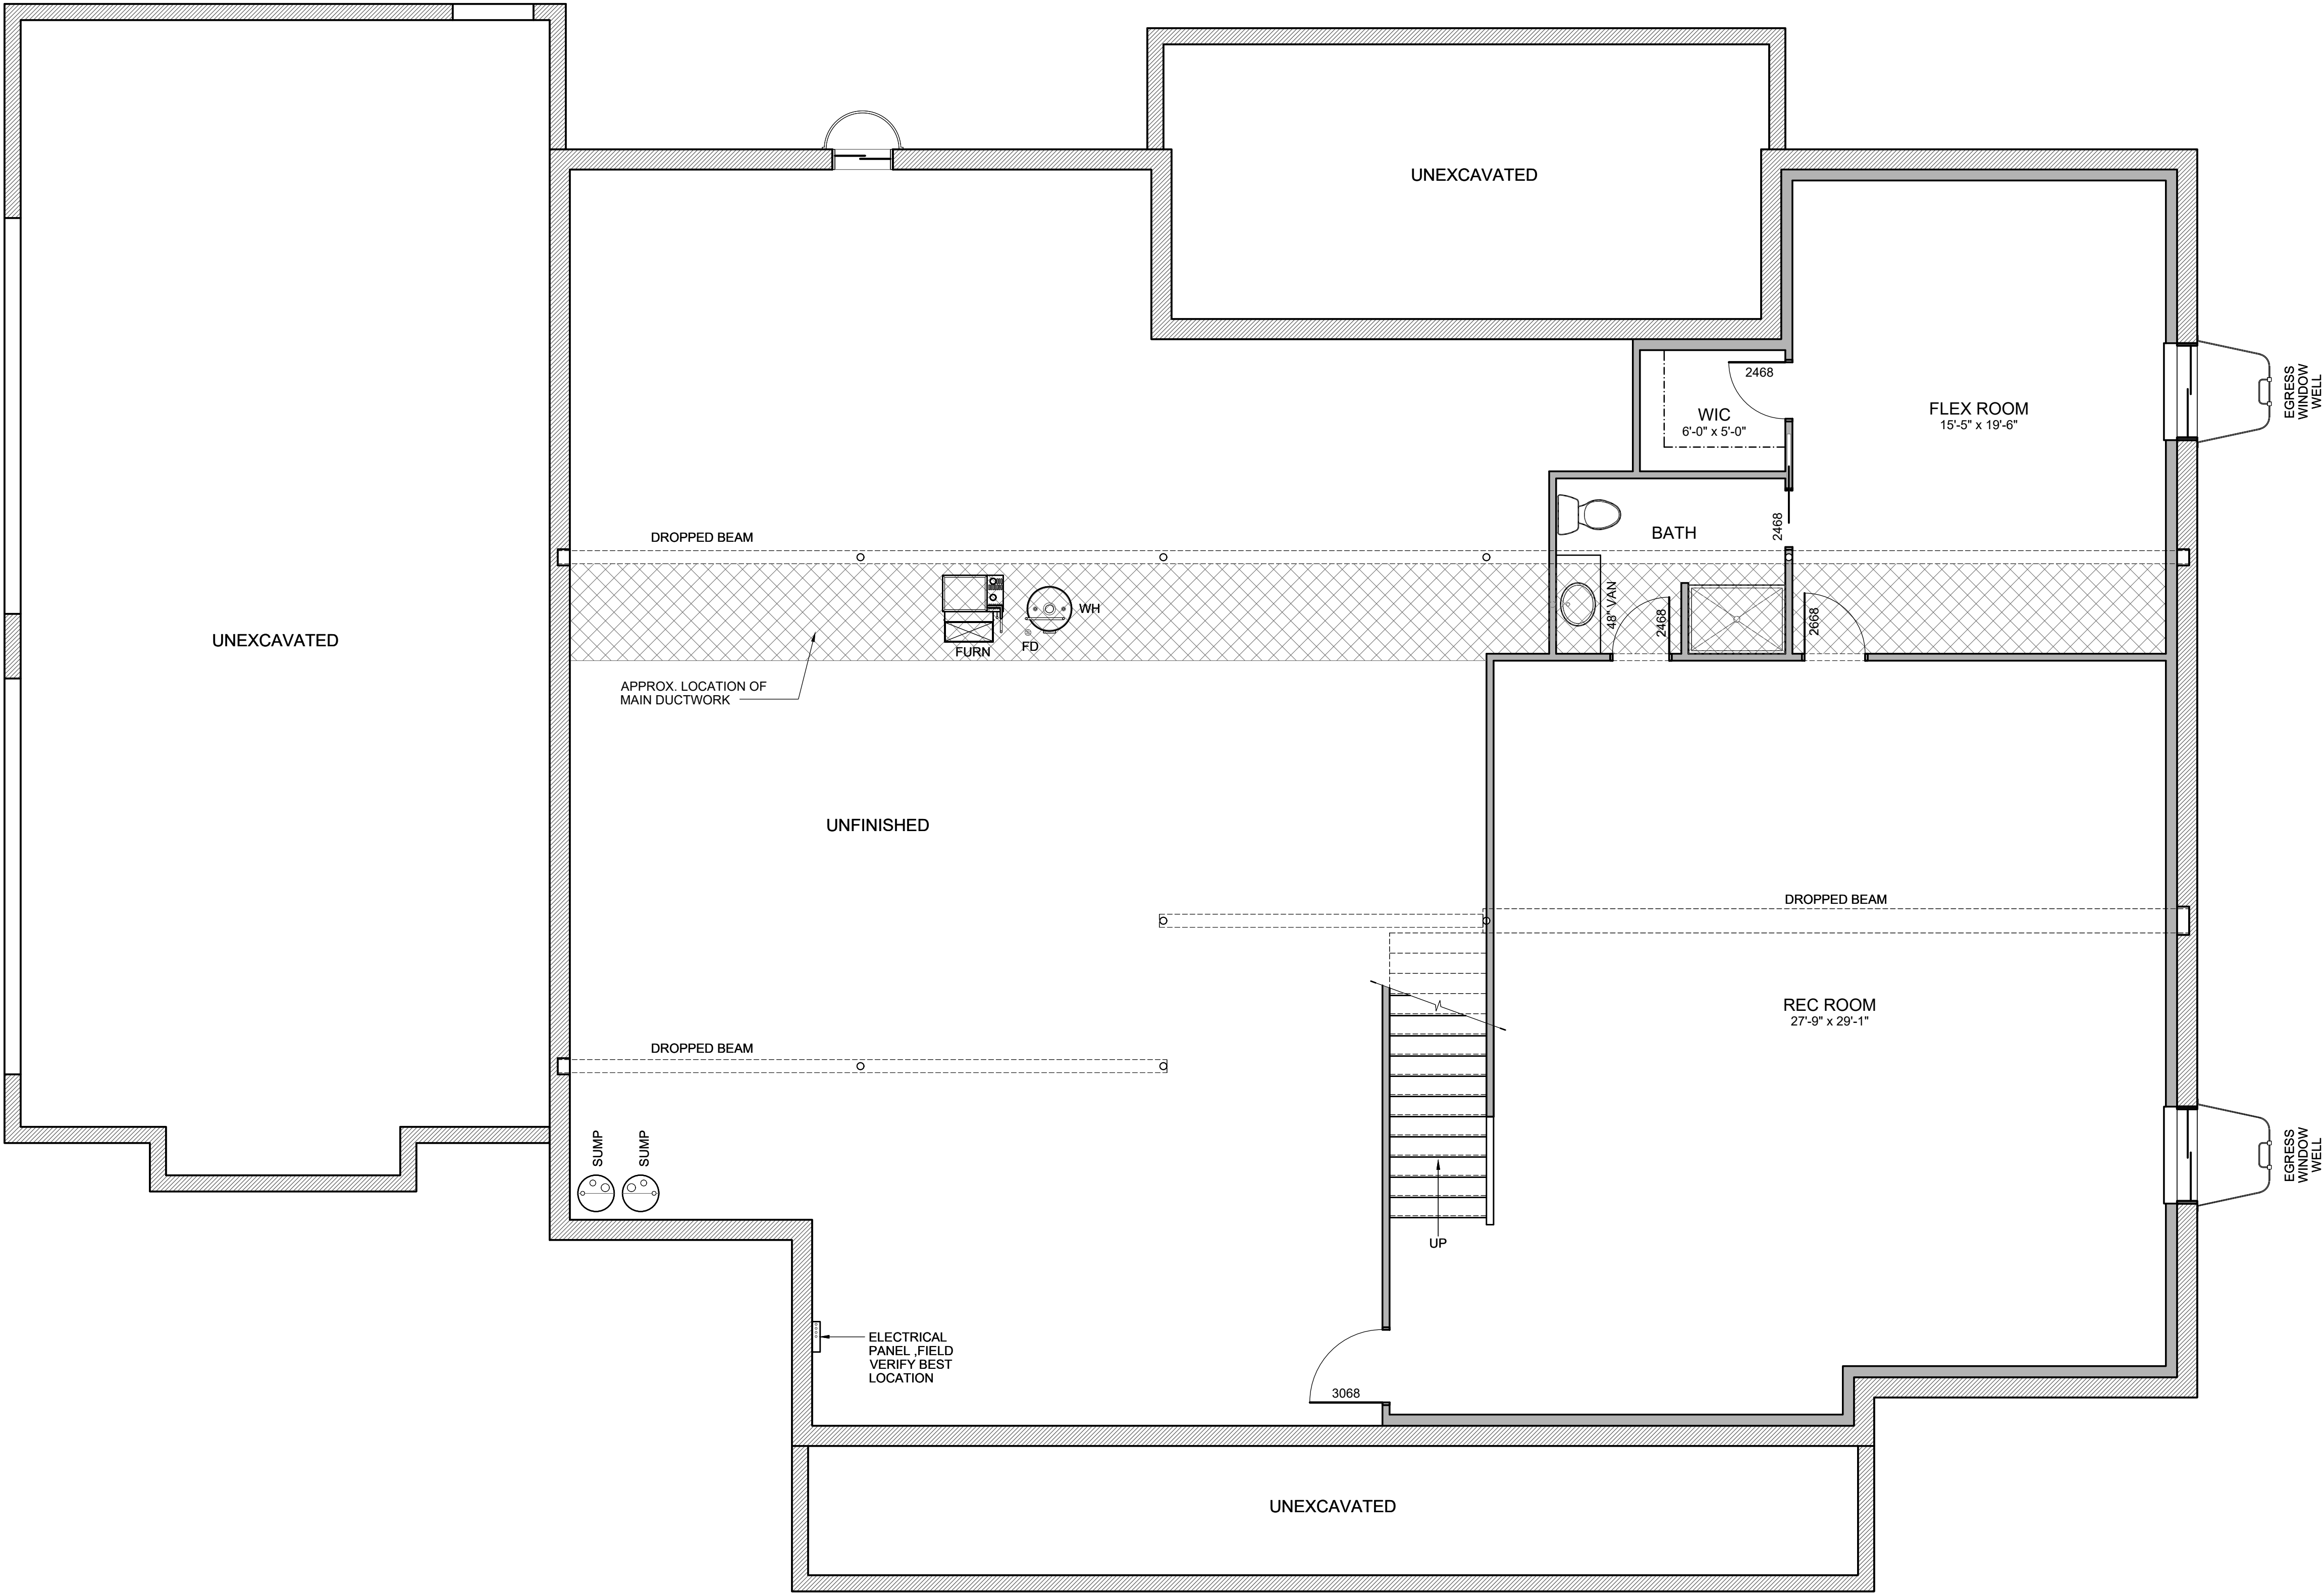 UNEXCAVATED
2468
EGRESS
WINDOW
WELL
WIC
6'-0" x 5'-0"
FLEX ROOM
15'-5" x 19'-6"
DROPPED BEAM
BATH
2468
48" VAN
2468
2668
WH
FD
FURN
UNEXCAVATED
APPROX. LOCATION OF
MAIN DUCTWORK
UNFINISHED
DROPPED BEAM
REC ROOM
27'-9" x 29'-1"
DROPPED BEAM
SUMP
SUMP
EGRESS
WINDOW
WELL
UP
ELECTRICAL
PANEL ,FIELD
VERIFY BEST
LOCATION
3068
UNEXCAVATED